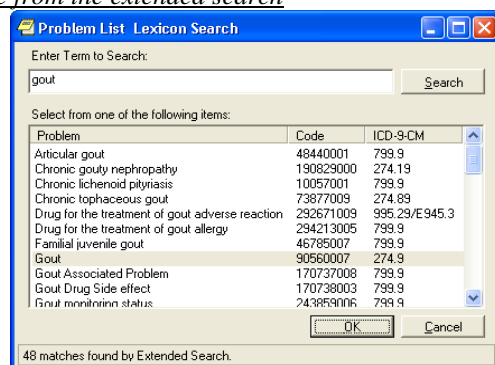 from the extended search
Problem List Lexicon Search
Enter Term to Search:
gout
Search
Select from one of the following items:
Problem Code ICD-9-CM
Articular gout 48440001 799.9
Chronic gouty nephropathy 190829000 274.19
Chronic lichenoid pityriasis 10057001 799.9
Chronic tophaceous gout 73877009 274.89
Drug for the treatment of gout adverse reaction 292671009 995.29/E945.3
Drug for the treatment of gout allergy 294213005 799.9
Familial juvenile gout 46785007 799.9
Gout 90560007 274.9
Gout Associated Problem 170737008 799.9
Gout Drug Side effect 170738003 799.9
Gout monitoring status 243859006 799.9
OK Cancel
48 matches found by Extended Search.